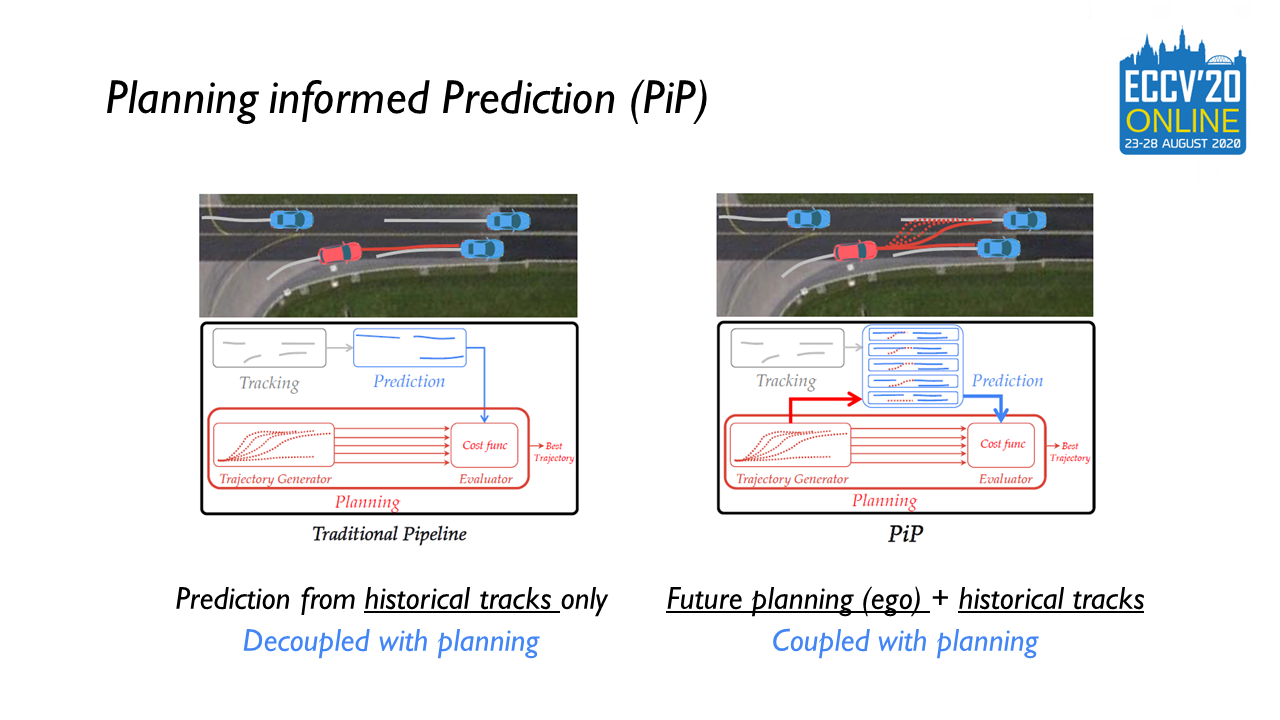 Planning informed Prediction (PiP)
ECCV'20
ONLINE
23-28 AUGUST 2020
Tracking
Prediction
Cost func
Best
Trajectory
Trajectory Generator
Evaluator
Planning
Traditional Pipeline
Tracking
Prediction
Cost func
Best
Trajectory
Trajectory Generator
Evaluator
Planning
PiP
Prediction from historical tracks only
Decoupled with planning
Future planning (ego) + historical tracks
Coupled with planning